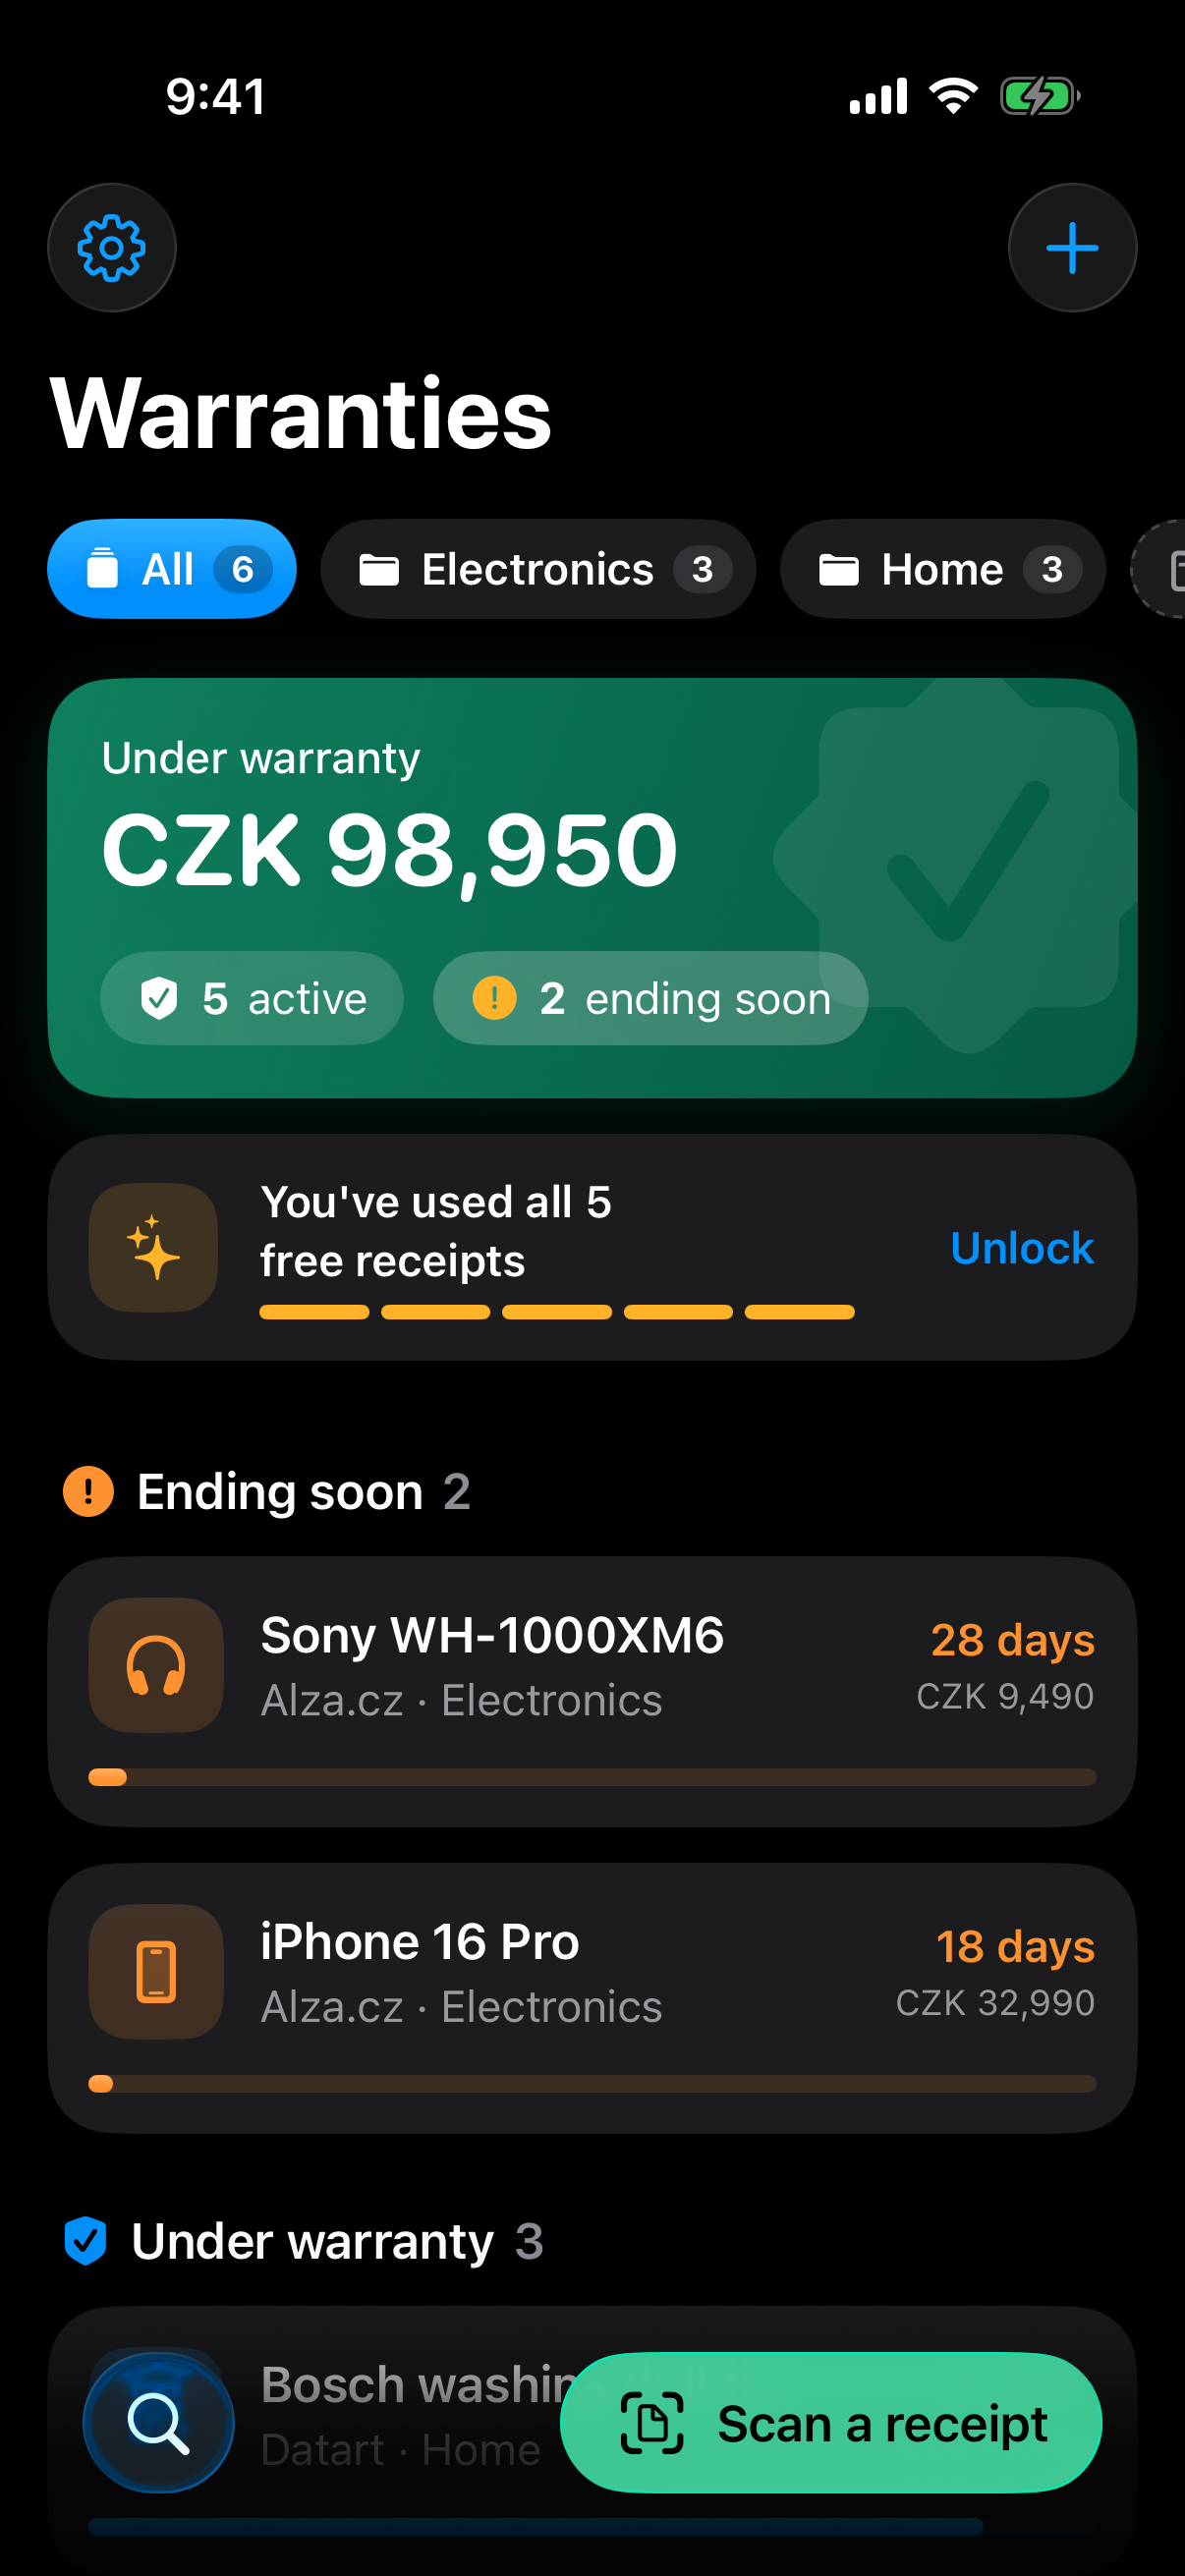 9:41
Warranties
All 6
Electronics 3
Home 3
Under warranty
CZK 98,950
5 active
2 ending soon
You've used all 5
free receipts
Unlock
Ending soon 2
Sony WH-1000XM6
28 days
Alza.cz · Electronics
CZK 9,490
iPhone 16 Pro
18 days
Alza.cz · Electronics
CZK 32,990
Under warranty 3
Bosch
Datart · Home
Scan a receipt